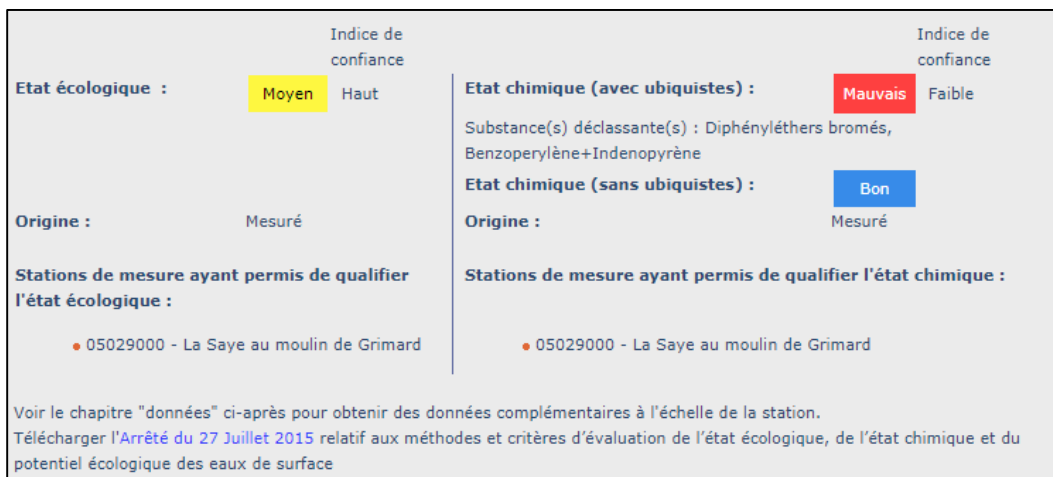 Indice de
confiance
Etat écologique :
Moyen
Haut
Origine :
Mesuré
Stations de mesure ayant permis de qualifier
l'état écologique :
05029000 - La Saye au moulin de Grimard
Indice de
confiance
Etat chimique (avec ubiquistes) :
Mauvais
Faible
Substance(s) déclassante(s) : Diphényléthers bromés,
Benzoperylène+Indenopyrène
Etat chimique (sans ubiquistes) :
Bon
Origine :
Mesuré
Stations de mesure ayant permis de qualifier l'état chimique :
05029000 - La Saye au moulin de Grimard
Voir le chapitre "données" ci-après pour obtenir des données complémentaires à l'échelle de la station.
Télécharger l'Arrêté du 27 Juillet 2015 relatif aux méthodes et critères d’évaluation de l’état écologique, de l’état chimique et du
potentiel écologique des eaux de surface